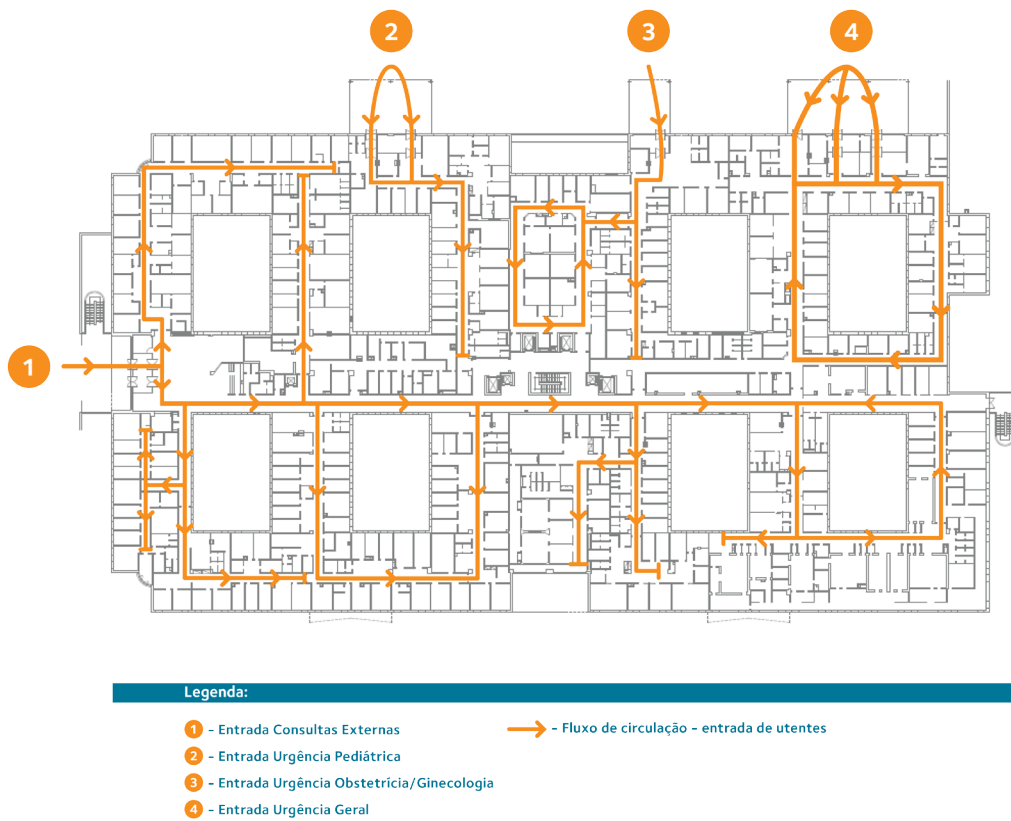 2
3
4
1
Legenda:
1 - Entrada Consultas Externas
→ - Fluxo de circulação - entrada de utentes
2 - Entrada Urgência Pediátrica
3 - Entrada Urgência Obstetrícia/Ginecologia
4 - Entrada Urgência Geral